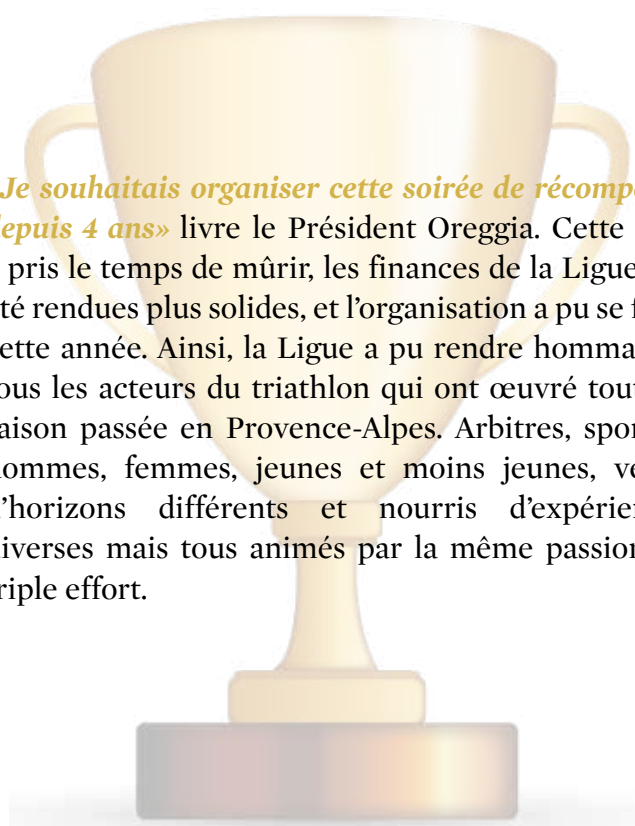 Je souhaitais organiser cette soirée de récompe
depuis 4 ans» livre le Président Oreggia. Cette
pris le temps de mûrir, les finances de la Ligue
té rendues plus solides, et l’organisation a pu se f
ette année. Ainsi, la Ligue a pu rendre homma
ous les acteurs du triathlon qui ont œuvré tout
aison passée en Provence-Alpes. Arbitres, spor
hommes, femmes, jeunes et moins jeunes, ve
d’horizons différents et nourris d’expérien
diverses mais tous animés par la même passion
riple effort.